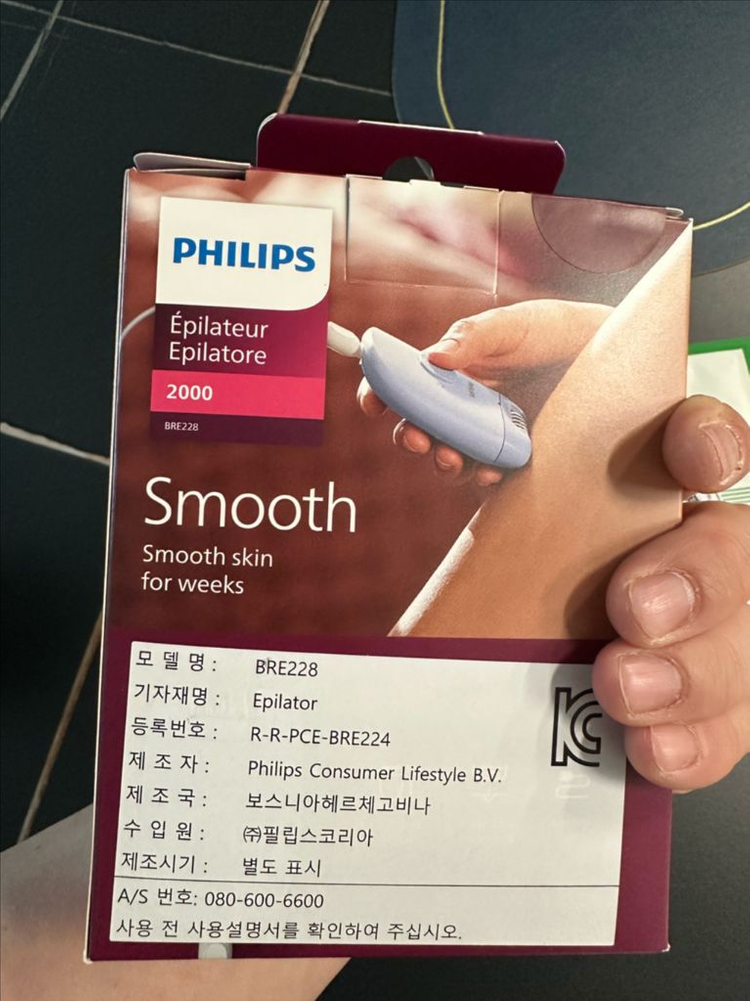 PHILIPS
Épilateur
Epilatore
2000
BRE228
Smooth
Smooth skin
for weeks
모 델 명 : BRE228
기자재명 : Epilator
등록번호 : R-R-PCE-BRE224
제 조 자 : Philips Consumer Lifestyle B.V.
제 조 국 : 보스니아헤르체고비나
수 입 원 : ㈜필립스코리아
제조시기 : 별도 표시
A/S 번호: 080-600-6600
사용 전 사용설명서를 확인하여 주십시오.